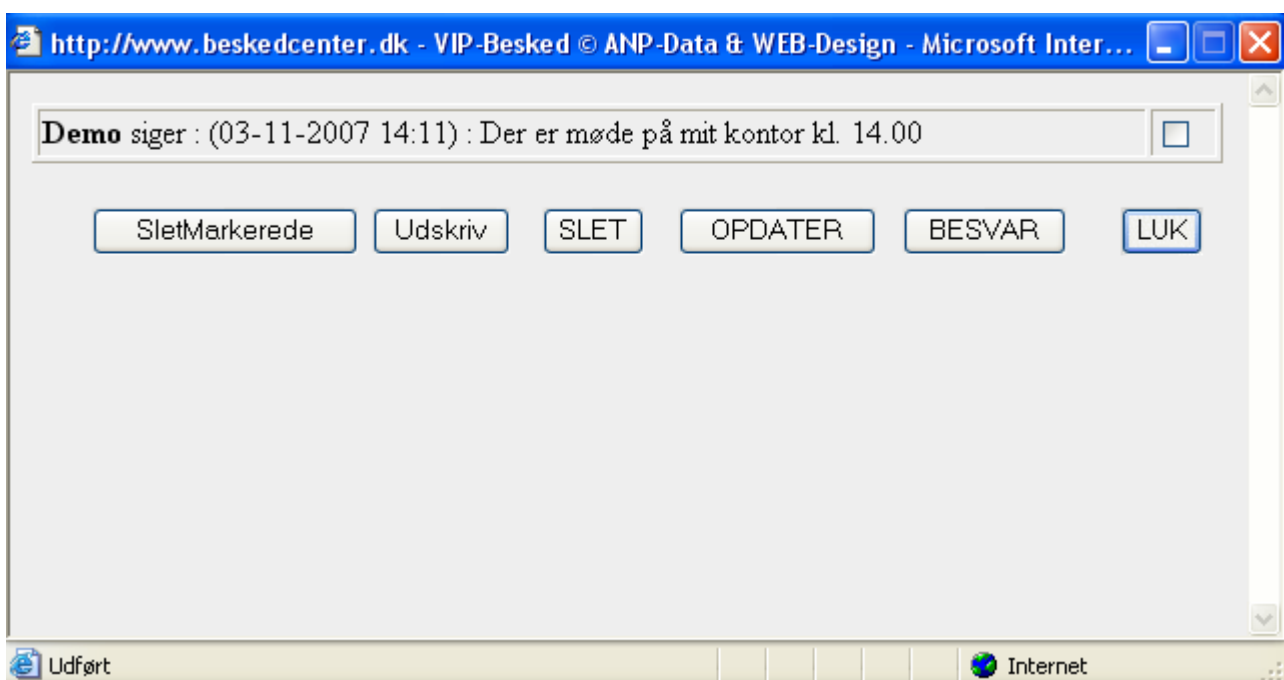 http://www.beskedcenter.dk - VIP-Besked © ANP-Data & WEB-Design - Microsoft Inter...
Demo siger : (03-11-2007 14:11) : Der er møde på mit kontor kl. 14.00
SletMarkerede Udskriv SLET OPDATER BESVAR LUK
Udført Internet